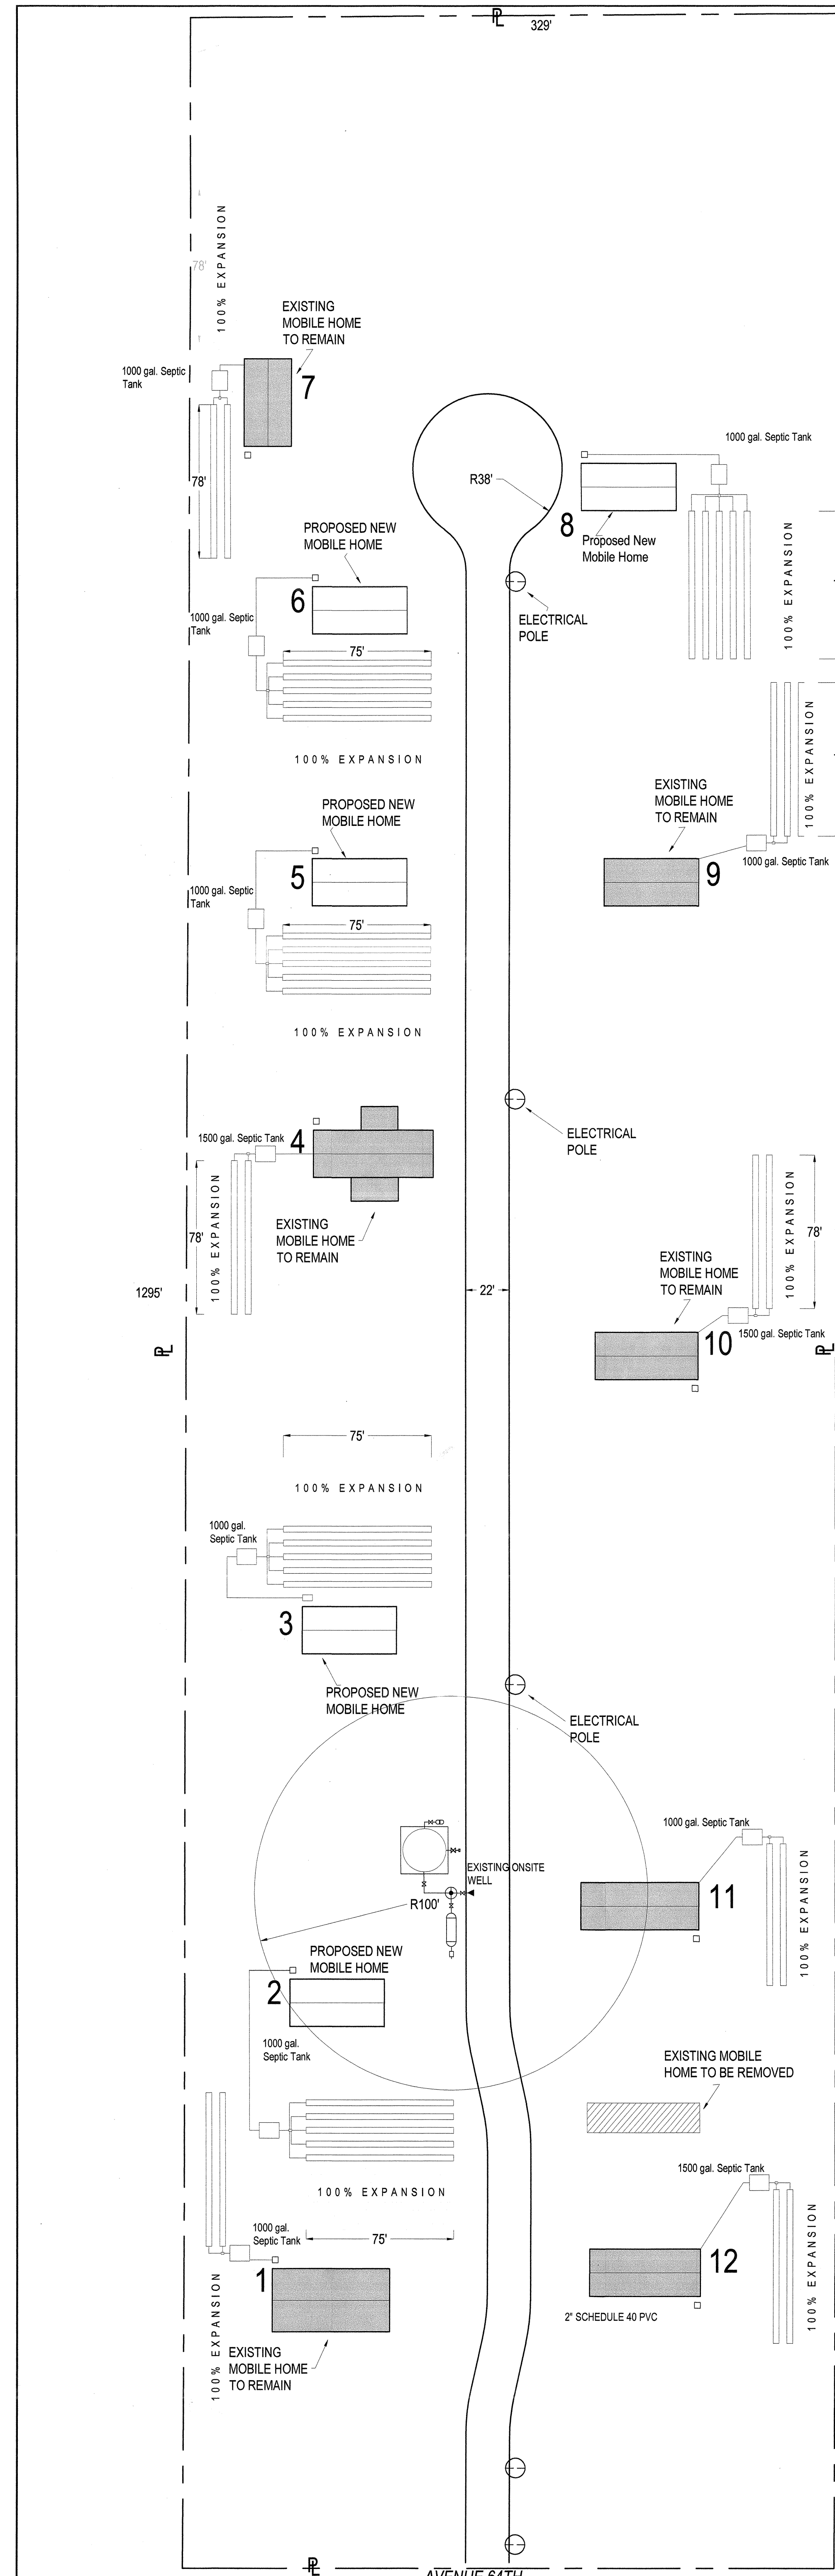 PL
329'
100% EXPANSION
78'
EXISTING
MOBILE HOME
TO REMAIN
1000 gal. Septic
Tank
7
78'
R38'
1000 gal. Septic Tank
8
Proposed New
Mobile Home
100% EXPANSION
PROPOSED NEW
MOBILE HOME
6
1000 gal. Septic
Tank
75'
ELECTRICAL
POLE
100% EXPANSION
100% EXPANSION
EXISTING
MOBILE HOME
TO REMAIN
9
1000 gal. Septic Tank
PROPOSED NEW
MOBILE HOME
5
1000 gal. Septic
Tank
75'
100% EXPANSION
ELECTRICAL
POLE
1500 gal. Septic Tank
4
78'
100% EXPANSION
EXISTING
MOBILE HOME
TO REMAIN
78'
100% EXPANSION
EXISTING
MOBILE HOME
TO REMAIN
10
1500 gal. Septic Tank
1295'
22'
PL
PL
75'
100% EXPANSION
1000 gal.
Septic Tank
3
PROPOSED NEW
MOBILE HOME
ELECTRICAL
POLE
EXISTING ONSITE
WELL
R100'
1000 gal. Septic Tank
11
100% EXPANSION
PROPOSED NEW
MOBILE HOME
2
1000 gal.
Septic Tank
EXISTING MOBILE
HOME TO BE REMOVED
100% EXPANSION
75'
1000 gal.
Septic Tank
1
100% EXPANSION
EXISTING
MOBILE HOME
TO REMAIN
1500 gal. Septic Tank
12
100% EXPANSION
2" SCHEDULE 40 PVC
PL
AVENUE 64TH